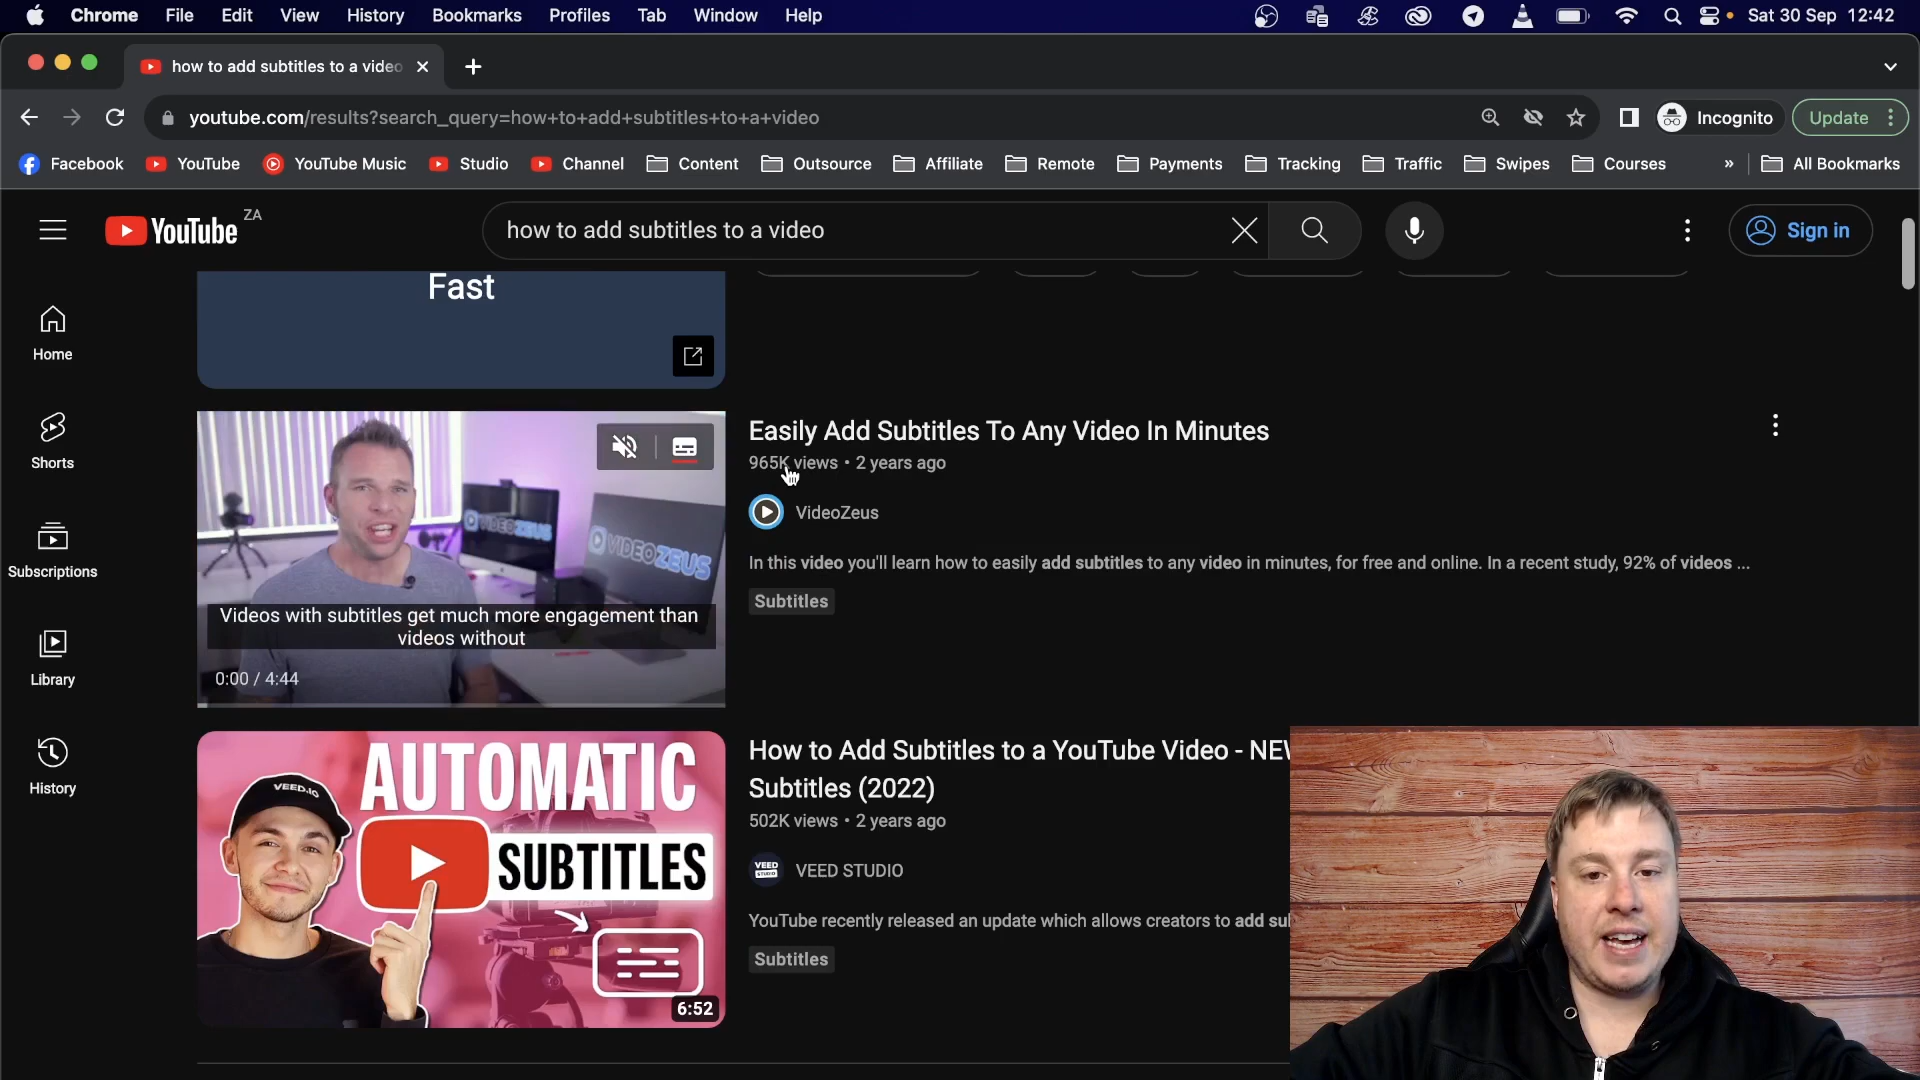 Chrome File Edit View History Bookmarks Profiles Tab Window Help Sat 30 Sep 12:42
how to add subtitles to a video
youtube.com/results?search_query=how+to+add+subtitles+to+a+video Incognito Update
Facebook YouTube YouTube Music Studio Channel Content Outsource Affiliate Remote Payments Tracking Traffic Swipes Courses » All Bookmarks
YouTube ZA how to add subtitles to a video Sign in
Home
Shorts
Subscriptions
Library
History
Fast
VIDEOZEUS
VIDEOZEUS
Videos with subtitles get much more engagement than
videos without
0:00 / 4:44
Easily Add Subtitles To Any Video In Minutes
965K views • 2 years ago
VideoZeus
In this video you'll learn how to easily add subtitles to any video in minutes, for free and online. In a recent study, 92% of videos ...
Subtitles
AUTOMATIC
VEED.IO
SUBTITLES
6:52
How to Add Subtitles to a YouTube Video - NEW
Subtitles (2022)
502K views • 2 years ago
VEED
STUDIO
VEED STUDIO
YouTube recently released an update which allows creators to add
Subtitles